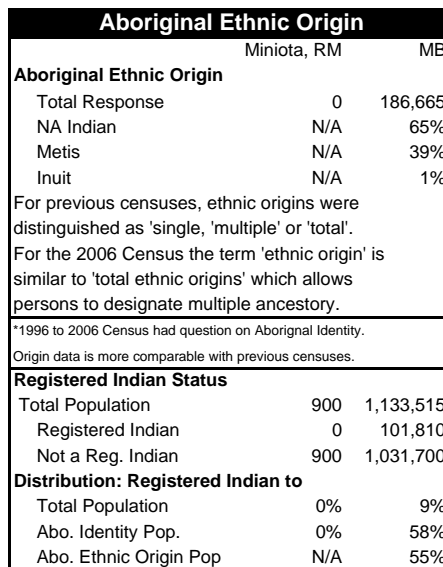 Aboriginal Ethnic Origin
Miniota, RM MB
Aboriginal Ethnic Origin
Total Response 0 186,665
NA Indian N/A 65%
Metis N/A 39%
Inuit N/A 1%
For previous censuses, ethnic origins were
distinguished as 'single, 'multiple' or 'total'.
For the 2006 Census the term 'ethnic origin' is
similar to 'total ethnic origins' which allows
persons to designate multiple ancestory.
*1996 to 2006 Census had question on Aborignal Identity.
Origin data is more comparable with previous censuses.
Registered Indian Status
Total Population 900 1,133,515
Registered Indian 0 101,810
Not a Reg. Indian 900 1,031,700
Distribution: Registered Indian to
Total Population 0% 9%
Abo. Identity Pop. 0% 58%
Abo. Ethnic Origin Pop N/A 55%